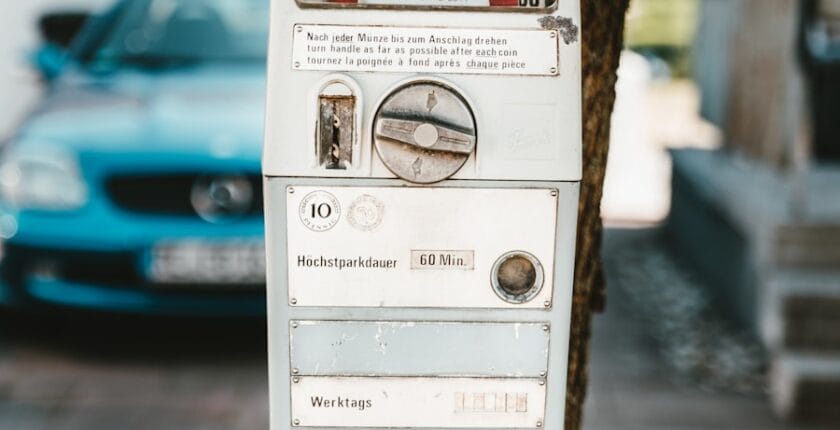 Nach jeder Münze bis zum Anschlag drehen
turn handle as far as possible after each coin
tournez la poignée à fond après chaque pièce
10
Höchstparkdauer 60 Min.
Werktags